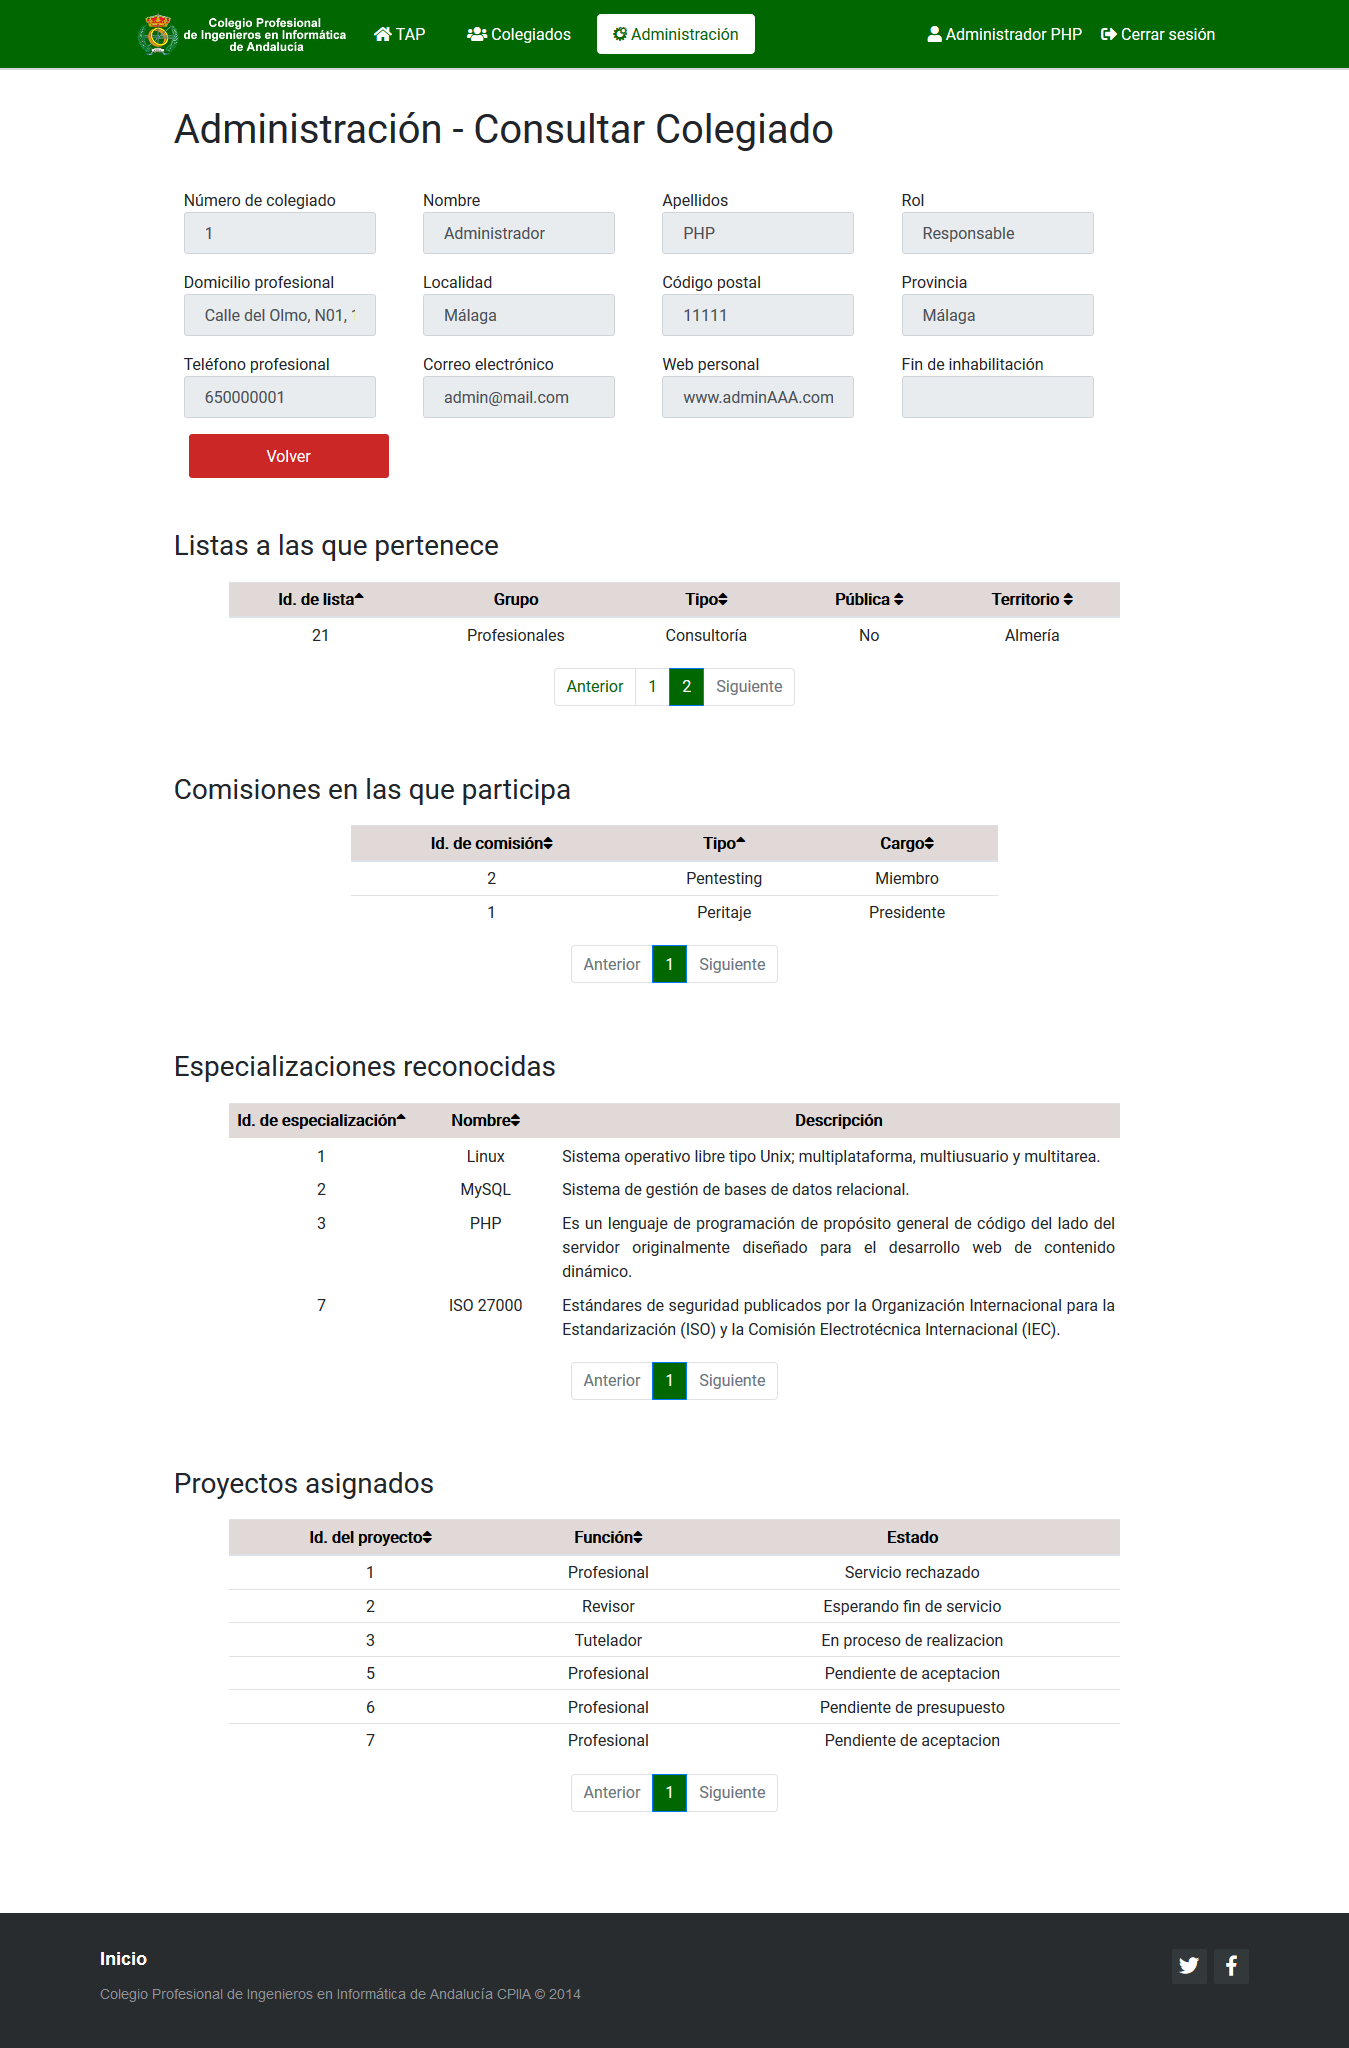 Colegio Profesional
de Ingenieros en Informática
de Andalucía
TAP Colegiados Administración Administrador PHP Cerrar sesión
Administración - Consultar Colegiado
Número de colegiado Nombre Apellidos Rol
1 Administrador PHP Responsable
Domicilio profesional Localidad Código postal Provincia
Calle del Olmo, N01, Málaga 11111 Málaga
Teléfono profesional Correo electrónico Web personal Fin de inhabilitación
650000001 admin@mail.com www.adminAAA.com
Volver
Listas a las que pertenece
Id. de lista Grupo Tipo Pública Territorio
21 Profesionales Consultoría No Almería
Anterior 1 2 Siguiente
Comisiones en las que participa
Id. de comisión Tipo Cargo
2 Pentesting Miembro
1 Peritaje Presidente
Anterior 1 Siguiente
Especializaciones reconocidas
Id. de especialización Nombre Descripción
1 Linux Sistema operativo libre tipo Unix; multiplataforma, multiusuario y multitarea.
2 MySQL Sistema de gestión de bases de datos relacional.
3 PHP Es un lenguaje de programación de propósito general de código del lado del
servidor originalmente diseñado para el desarrollo web de contenido
dinámico.
7 ISO 27000 Estándares de seguridad publicados por la Organización Internacional para la
Estandarización (ISO) y la Comisión Electrotécnica Internacional (IEC).
Anterior 1 Siguiente
Proyectos asignados
Id. del proyecto Función Estado
1 Profesional Servicio rechazado
2 Revisor Esperando fin de servicio
3 Tutelador En proceso de realizacion
5 Profesional Pendiente de aceptacion
6 Profesional Pendiente de presupuesto
7 Profesional Pendiente de aceptacion
Anterior 1 Siguiente
Inicio
Colegio Profesional de Ingenieros en Informática de Andalucía CPIIA © 2014